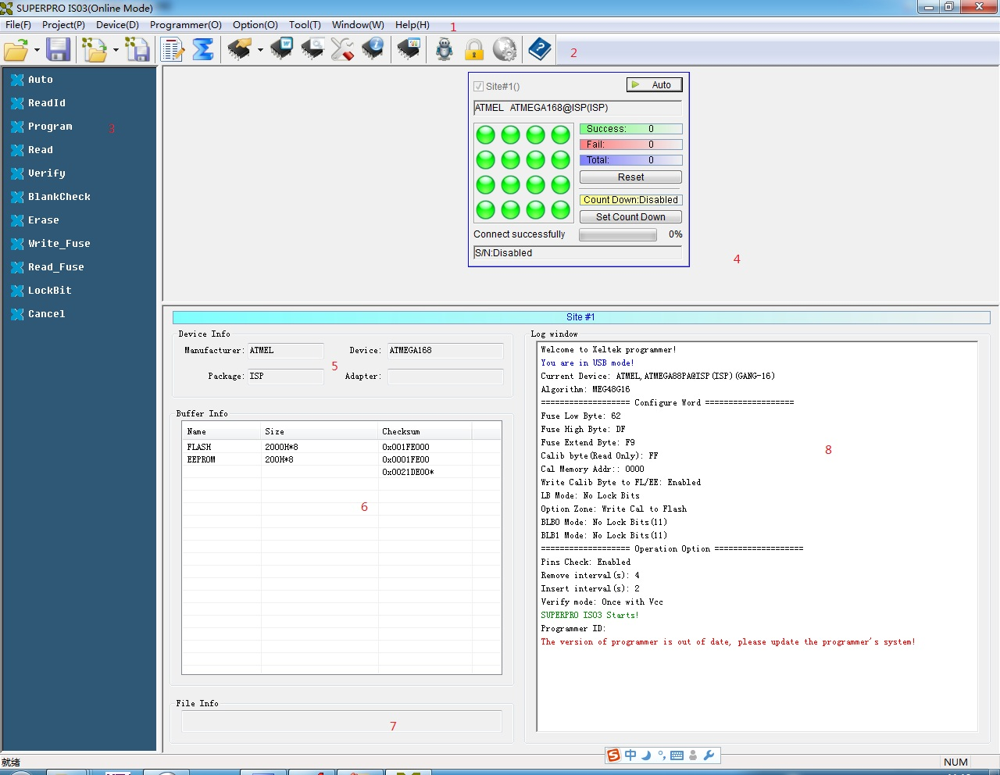 SUPERPRO IS03(Online Mode)
File(F) Project(P) Device(D) Programmer(O) Option(O) Tool(T) Window(W) Help(H) 1
2
Auto
ReadId
Program 3
Read
Verify
BlankCheck
Erase
Write_Fuse
Read_Fuse
LockBit
Cancel
Site#1() Auto
ATMEL ATMEGA168@ISP(ISP)
Success: 0
Fail: 0
Total: 0
Reset
Count Down:Disabled
Set Count Down
Connect successfully 0%
S/N:Disabled
4
Site #1
Device Info
Manufacturer: ATMEL Device: ATMEGA168
5
Package: ISP Adapter:
Buffer Info
Name Size Checksum
FLASH 2000H*8 0x001FE000
EEPROM 200H*8 0x0001FE00
0x0021DE00*
6
File Info
7
Log window
Welcome to Xeltek programmer!
You are in USB mode!
Current Device: ATMEL,ATMEGA88PA@ISP(ISP)(GANG-16)
Algorithm: MEG48G16
=================== Configure Word ===================
Fuse Low Byte: 62
Fuse High Byte: DF
Fuse Extend Byte: F9
Calib byte(Read Only): FF
Cal Memory Addr:: 0000
Write Calib Byte to FL/EE: Enabled
LB Mode: No Lock Bits
Option Zone: Write Cal to Flash
BLB0 Mode: No Lock Bits(11)
BLB1 Mode: No Lock Bits(11)
=================== Operation Option ===================
Pins Check: Enabled
Remove interval(s): 4
Insert interval(s): 2
Verify mode: Once with Vcc
SUPERPRO IS03 Starts!
Programmer ID:
The version of programmer is out of date, please update the programmer's system!
8
就绪 中 NUM